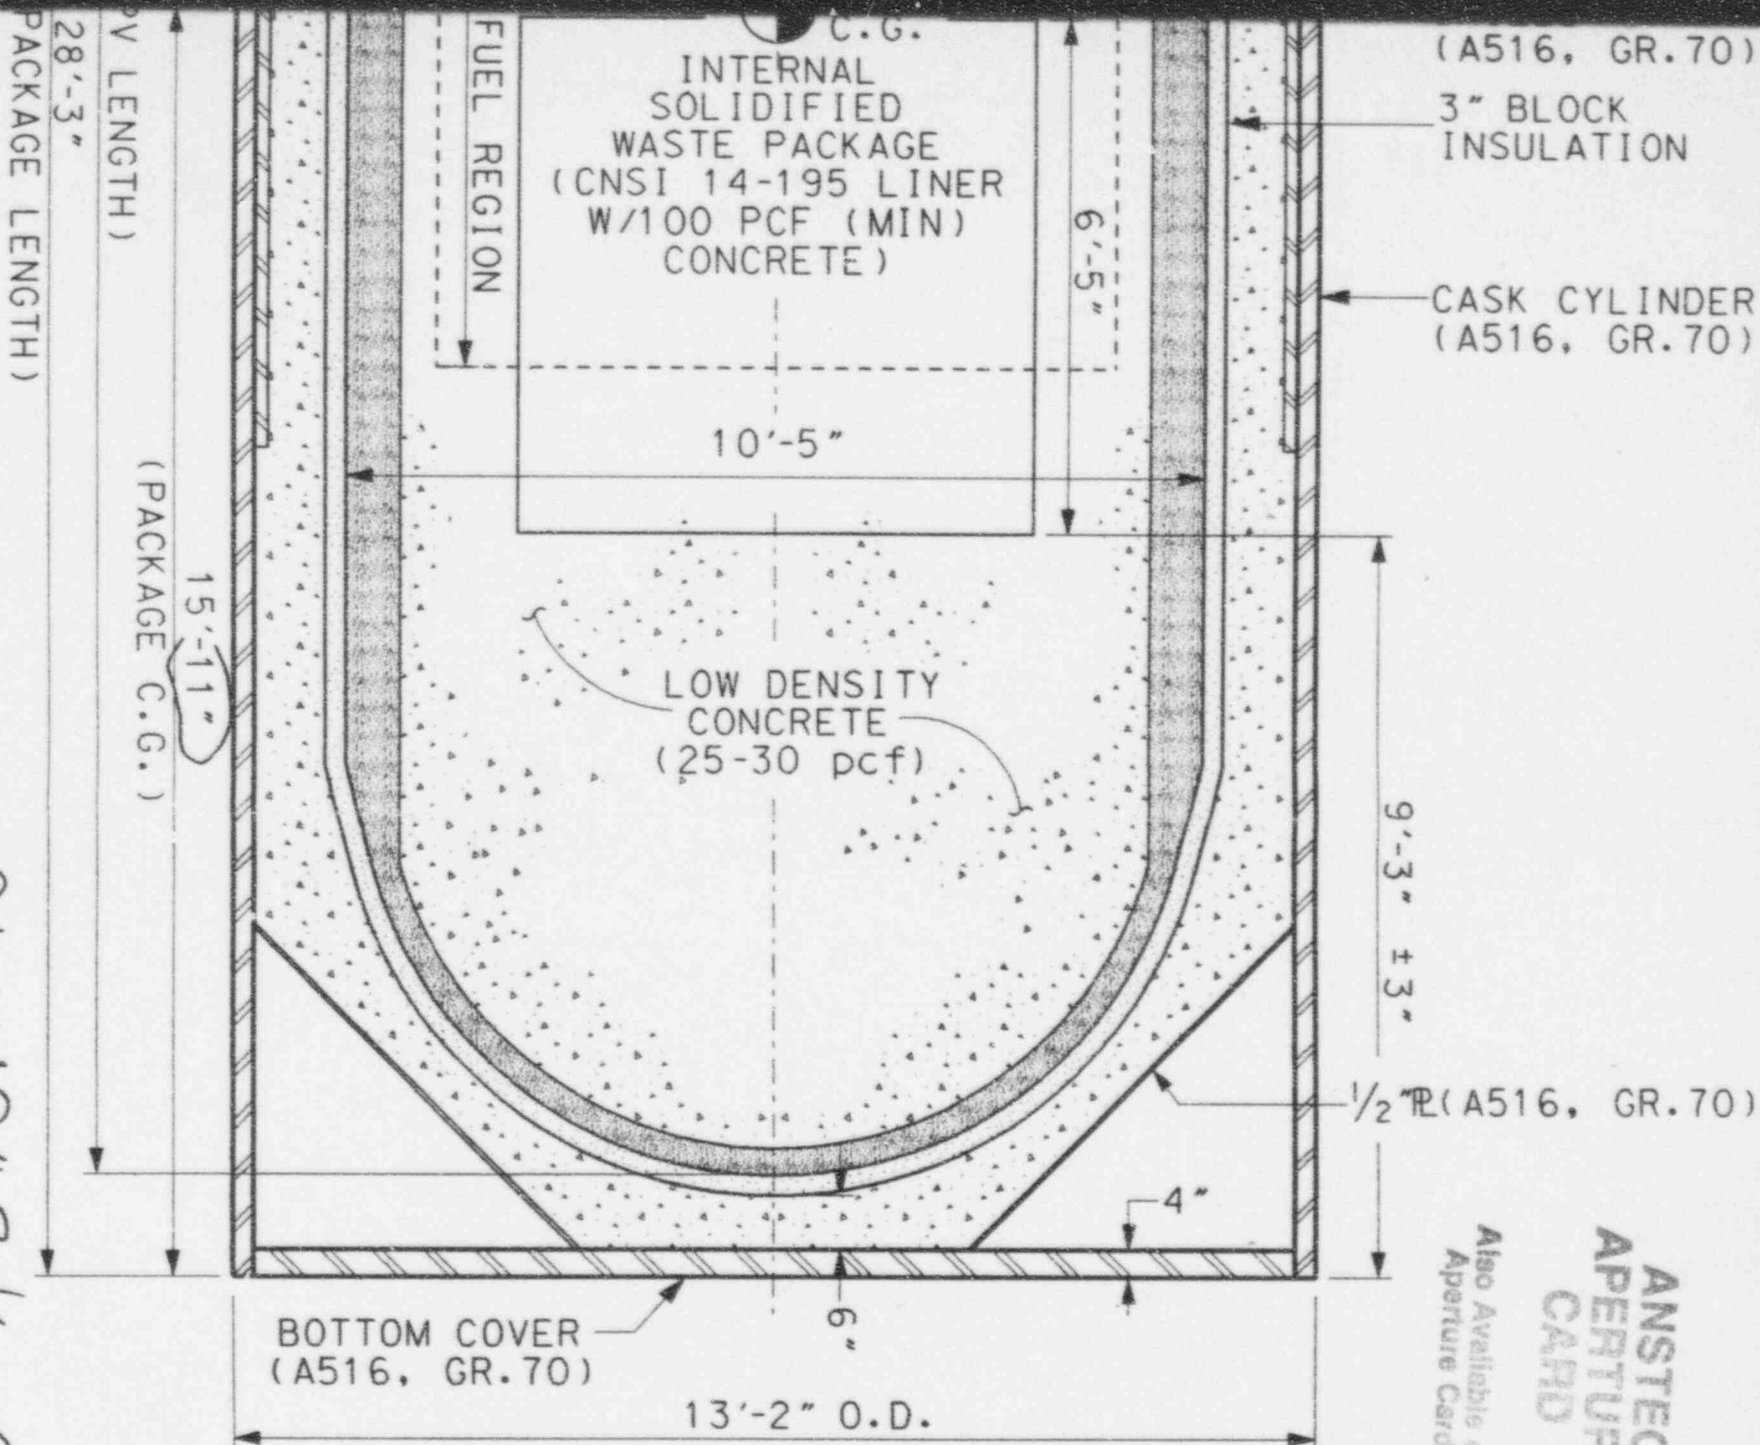 C.G.
INTERNAL
SOLIDIFIED
WASTE PACKAGE
(CNSI 14-195 LINER
W/100 PCF (MIN)
CONCRETE)
FUEL REGION
6'-5"
10'-5"
(A516, GR.70)
3" BLOCK
INSULATION
CASK CYLINDER
(A516, GR.70)
PV LENGTH)
28'-3"
PACKAGE LENGTH)
15'-11"
(PACKAGE C.G.)
LOW DENSITY
CONCRETE
(25-30 pcf)
9'-3" ±3"
1/2"℄(A516, GR.70)
4"
6"
BOTTOM COVER
(A516, GR.70)
13'-2" O.D.
ANSTEC
APERTUR
CARD
Also Available
Aperture Card